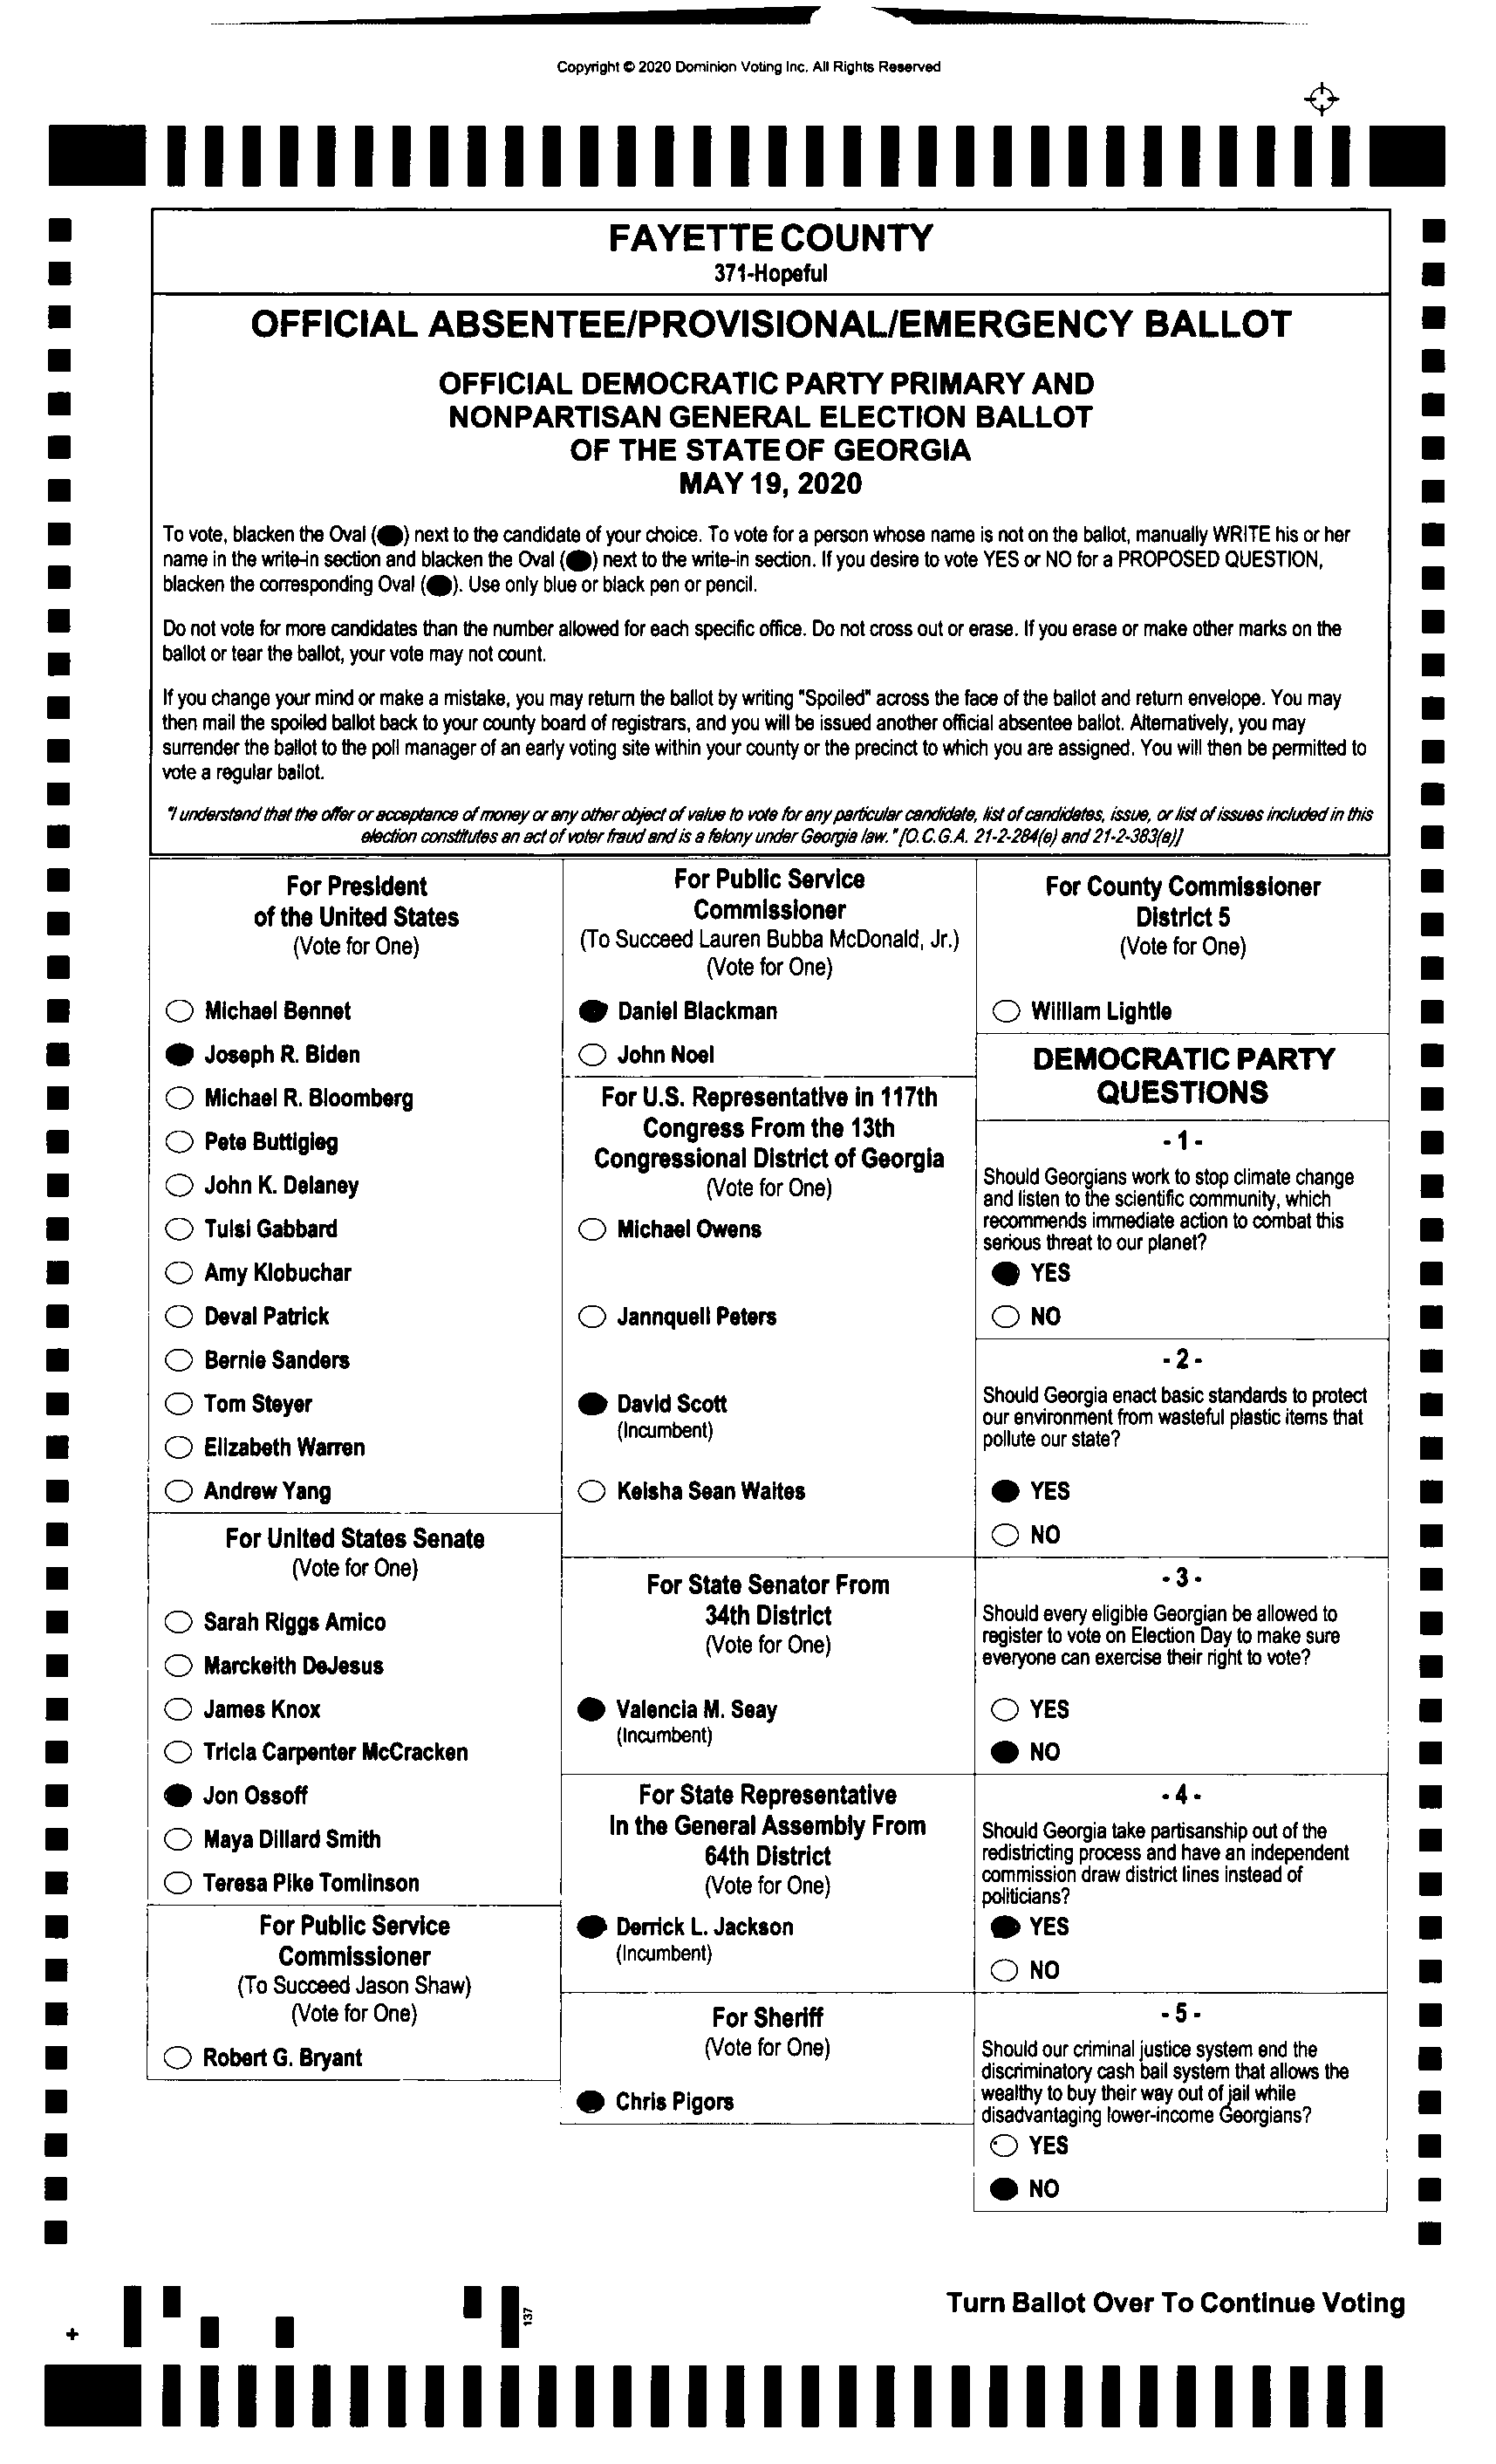 Copyright © 2020 Dominion Voting Inc. All Rights Reserved
FAYETTE COUNTY
371-Hopeful
OFFICIAL ABSENTEE/PROVISIONAL/EMERGENCY BALLOT
OFFICIAL DEMOCRATIC PARTY PRIMARY AND
NONPARTISAN GENERAL ELECTION BALLOT
OF THE STATE OF GEORGIA
MAY 19, 2020
To vote, blacken the Oval (⬬) next to the candidate of your choice. To vote for a person whose name is not on the ballot, manually WRITE his or her
name in the write-in section and blacken the Oval (⬬) next to the write-in section. If you desire to vote YES or NO for a PROPOSED QUESTION,
blacken the corresponding Oval (⬬). Use only blue or black pen or pencil.
Do not vote for more candidates than the number allowed for each specific office. Do not cross out or erase. If you erase or make other marks on the
ballot or tear the ballot, your vote may not count.
If you change your mind or make a mistake, you may return the ballot by writing "Spoiled" across the face of the ballot and return envelope. You may
then mail the spoiled ballot back to your county board of registrars, and you will be issued another official absentee ballot. Alternatively, you may
surrender the ballot to the poll manager of an early voting site within your county or the precinct to which you are assigned. You will then be permitted to
vote a regular ballot.
"I understand that the offer or acceptance of money or any other object of value to vote for any particular candidate, list of candidates, issue, or list of issues included in this
election constitutes an act of voter fraud and is a felony under Georgia law." [O.C.G.A. 21-2-284(e) and 21-2-383(a)]
For President
of the United States
(Vote for One)
Michael Bennet
Joseph R. Biden
Michael R. Bloomberg
Pete Buttigieg
John K. Delaney
Tulsi Gabbard
Amy Klobuchar
Deval Patrick
Bernie Sanders
Tom Steyer
Elizabeth Warren
Andrew Yang
For United States Senate
(Vote for One)
Sarah Riggs Amico
Marckeith DeJesus
James Knox
Tricia Carpenter McCracken
Jon Ossoff
Maya Dillard Smith
Teresa Pike Tomlinson
For Public Service
Commissioner
(To Succeed Jason Shaw)
(Vote for One)
Robert G. Bryant
For Public Service
Commissioner
(To Succeed Lauren Bubba McDonald, Jr.)
(Vote for One)
Daniel Blackman
John Noel
For U.S. Representative in 117th
Congress From the 13th
Congressional District of Georgia
(Vote for One)
Michael Owens
Jannquell Peters
David Scott
(Incumbent)
Keisha Sean Waites
For State Senator From
34th District
(Vote for One)
Valencia M. Seay
(Incumbent)
For State Representative
In the General Assembly From
64th District
(Vote for One)
Derrick L. Jackson
(Incumbent)
For Sheriff
(Vote for One)
Chris Pigors
For County Commissioner
District 5
(Vote for One)
William Lightle
DEMOCRATIC PARTY
QUESTIONS
- 1 -
Should Georgians work to stop climate change
and listen to the scientific community, which
recommends immediate action to combat this
serious threat to our planet?
YES
NO
- 2 -
Should Georgia enact basic standards to protect
our environment from wasteful plastic items that
pollute our state?
YES
NO
- 3 -
Should every eligible Georgian be allowed to
register to vote on Election Day to make sure
everyone can exercise their right to vote?
YES
NO
- 4 -
Should Georgia take partisanship out of the
redistricting process and have an independent
commission draw district lines instead of
politicians?
YES
NO
- 5 -
Should our criminal justice system end the
discriminatory cash bail system that allows the
wealthy to buy their way out of jail while
disadvantaging lower-income Georgians?
YES
NO
137
Turn Ballot Over To Continue Voting